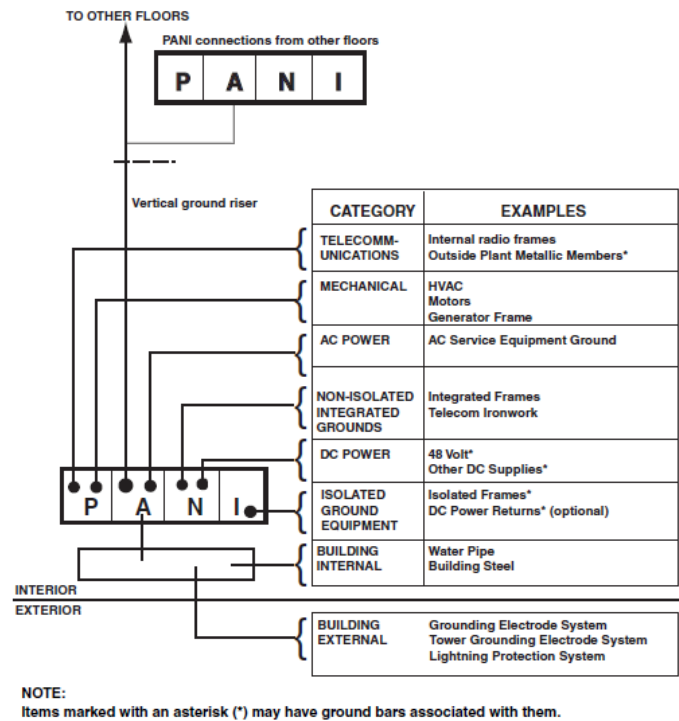 TO OTHER FLOORS
PANI connections from other floors
P A N I
Vertical ground riser
CATEGORY EXAMPLES
TELECOMM- Internal radio frames
UNICATIONS Outside Plant Metallic Members*
MECHANICAL HVAC
Motors
Generator Frame
AC POWER AC Service Equipment Ground
NON-ISOLATED Integrated Frames
INTEGRATED Telecom Ironwork
GROUNDS
DC POWER 48 Volt*
Other DC Supplies*
P A N I
ISOLATED Isolated Frames*
GROUND DC Power Returns* (optional)
EQUIPMENT
BUILDING Water Pipe
INTERNAL Building Steel
INTERIOR
EXTERIOR
BUILDING Grounding Electrode System
EXTERNAL Tower Grounding Electrode System
Lightning Protection System
NOTE:
Items marked with an asterisk (*) may have ground bars associated with them.